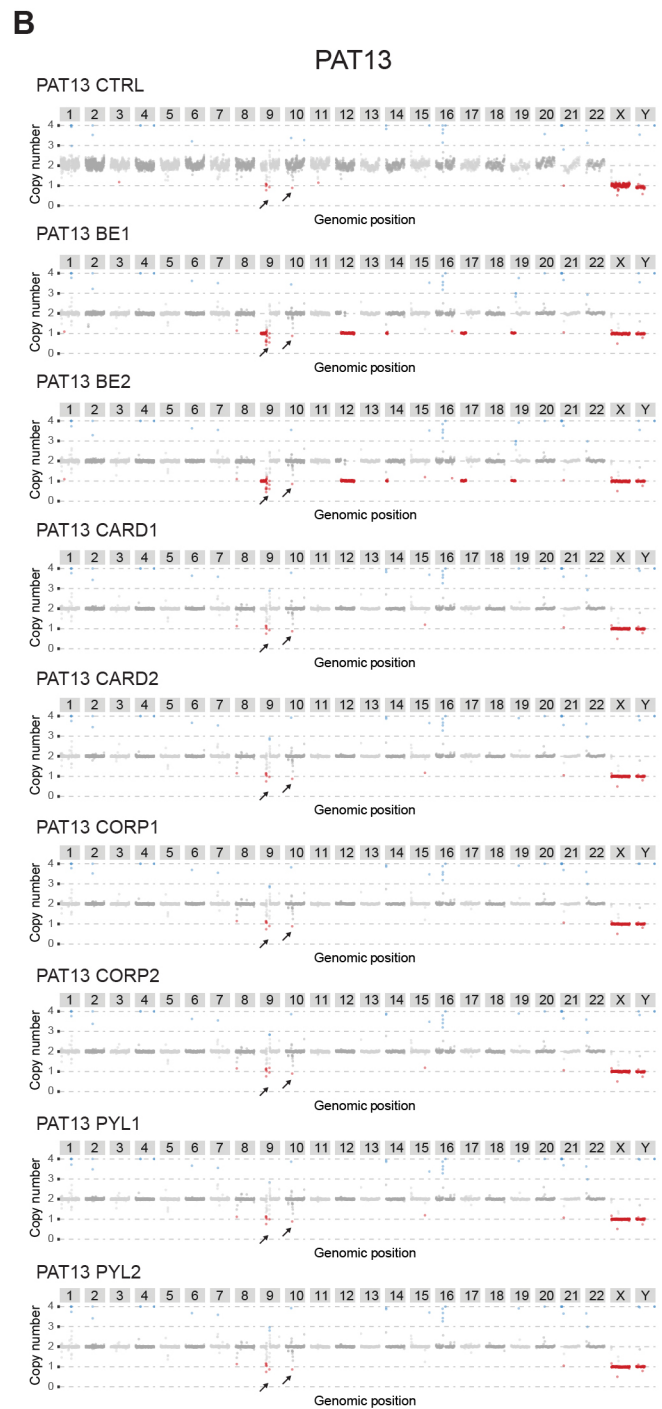 B
PAT13
PAT13 CTRL
1 2 3 4 5 6 7 8 9 10 11 12 13 14 15 16 17 18 19 20 21 22 X Y
Copy number
4
3
2
1
0
Genomic position
PAT13 BE1
1 2 3 4 5 6 7 8 9 10 11 12 13 14 15 16 17 18 19 20 21 22 X Y
Copy number
4
3
2
1
0
Genomic position
PAT13 BE2
1 2 3 4 5 6 7 8 9 10 11 12 13 14 15 16 17 18 19 20 21 22 X Y
Copy number
4
3
2
1
0
Genomic position
PAT13 CARD1
1 2 3 4 5 6 7 8 9 10 11 12 13 14 15 16 17 18 19 20 21 22 X Y
Copy number
4
3
2
1
0
Genomic position
PAT13 CARD2
1 2 3 4 5 6 7 8 9 10 11 12 13 14 15 16 17 18 19 20 21 22 X Y
Copy number
4
3
2
1
0
Genomic position
PAT13 CORP1
1 2 3 4 5 6 7 8 9 10 11 12 13 14 15 16 17 18 19 20 21 22 X Y
Copy number
4
3
2
1
0
Genomic position
PAT13 CORP2
1 2 3 4 5 6 7 8 9 10 11 12 13 14 15 16 17 18 19 20 21 22 X Y
Copy number
4
3
2
1
0
Genomic position
PAT13 PYL1
1 2 3 4 5 6 7 8 9 10 11 12 13 14 15 16 17 18 19 20 21 22 X Y
Copy number
4
3
2
1
0
Genomic position
PAT13 PYL2
1 2 3 4 5 6 7 8 9 10 11 12 13 14 15 16 17 18 19 20 21 22 X Y
Copy number
4
3
2
1
0
Genomic position